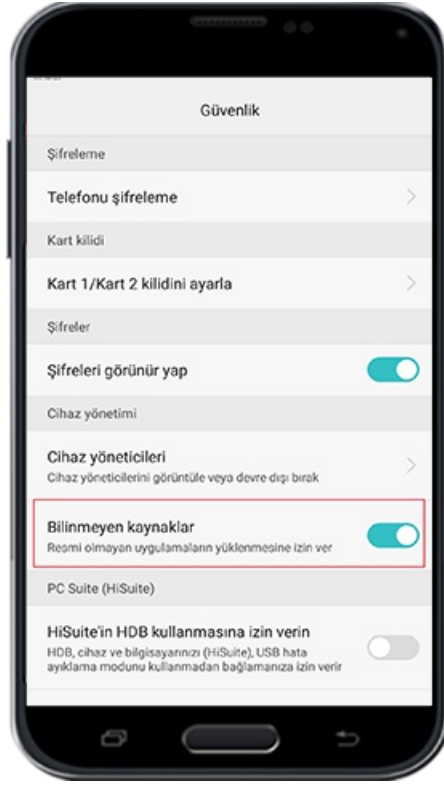 Güvenlik
Şifreleme
Telefonu şifreleme
Kart kilidi
Kart 1/Kart 2 kilidini ayarla
Şifreler
Şifreleri görünür yap
Cihaz yönetimi
Cihaz yöneticileri
Cihaz yöneticilerini görüntüle veya devre dışı bırak
Bilinmeyen kaynaklar
Resmi olmayan uygulamaların yüklenmesine izin ver
PC Suite (HiSuite)
HiSuite'in HDB kullanmasına izin verin
HDB, cihaz ve bilgisayarınızı (HiSuite), USB hata
ayıklama modunu kullanmadan bağlamanıza izin verir